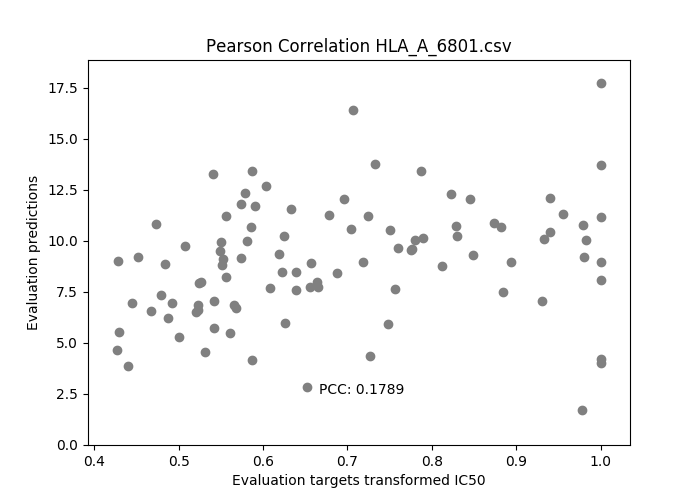 Pearson Correlation HLA_A_6801.csv
17.5
15.0
12.5
10.0
7.5
5.0
2.5
0.0
Evaluation predictions
PCC: 0.1789
0.4 0.5 0.6 0.7 0.8 0.9 1.0
Evaluation targets transformed IC50